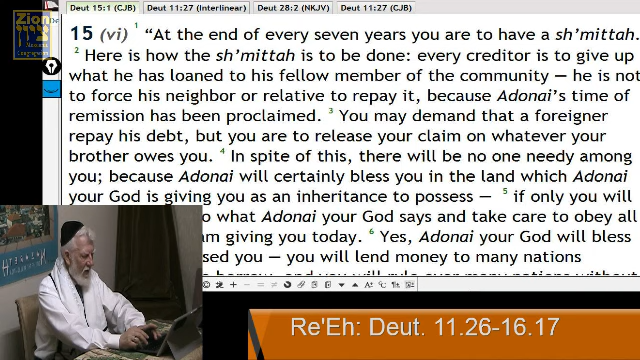 Deut 15:1 (CJB) Deut 11:27 (Interlinear) Deut 28:2 (NKJV) Deut 11:27 (CJB)
Zion
15 (vi) 1 “At the end of every seven years you are to have a sh’mittah.
2 Here is how the sh’mittah is to be done: every creditor is to give up
what he has loaned to his fellow member of the community — he is not
to force his neighbor or relative to repay it, because Adonai’s time of
remission has been proclaimed. 3 You may demand that a foreigner
repay his debt, but you are to release your claim on whatever your
brother owes you. 4 In spite of this, there will be no one needy among
you; because Adonai will certainly bless you in the land which Adonai
your God is giving you as an inheritance to possess — 5 if only you will
to what Adonai your God says and take care to obey all
am giving you today. 6 Yes, Adonai your God will bless
sed you — you will lend money to many nations
Re'Eh: Deut. 11.26-16.17